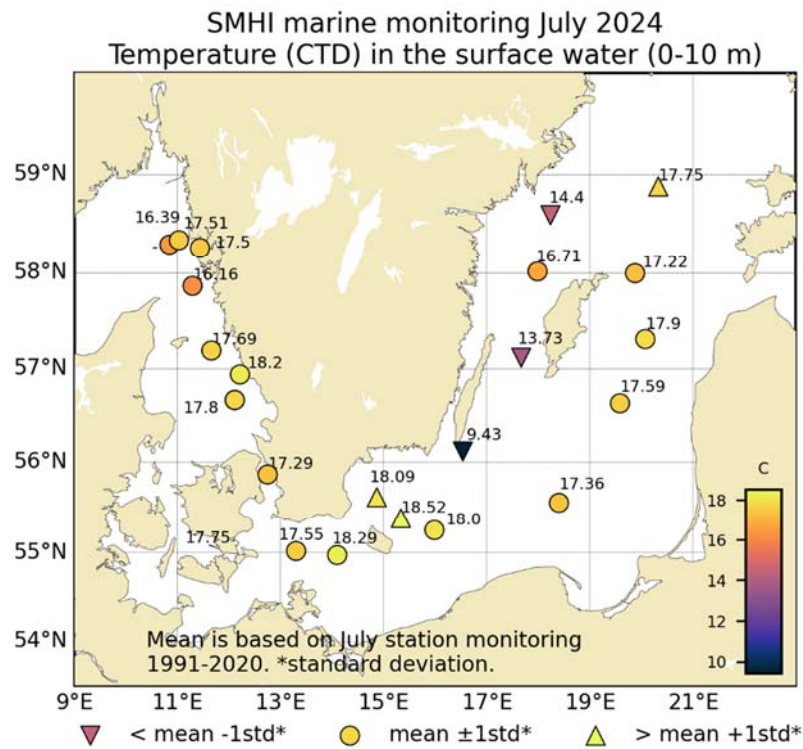 SMHI marine monitoring July 2024
Temperature (CTD) in the surface water (0-10 m)
59°N
58°N
57°N
56°N
55°N
54°N
17.75
14.4
16.39
17.51
17.5
16.71
17.22
16.16
17.9
17.69
13.73
18.2
17.59
17.8
9.43
17.29
18.09
17.36
18.52
18.0
17.75
17.55
18.29
C
18
16
14
12
10
Mean is based on July station monitoring
1991-2020. *standard deviation.
9°E 11°E 13°E 15°E 17°E 19°E 21°E
< mean -1std* mean ±1std* > mean +1std*